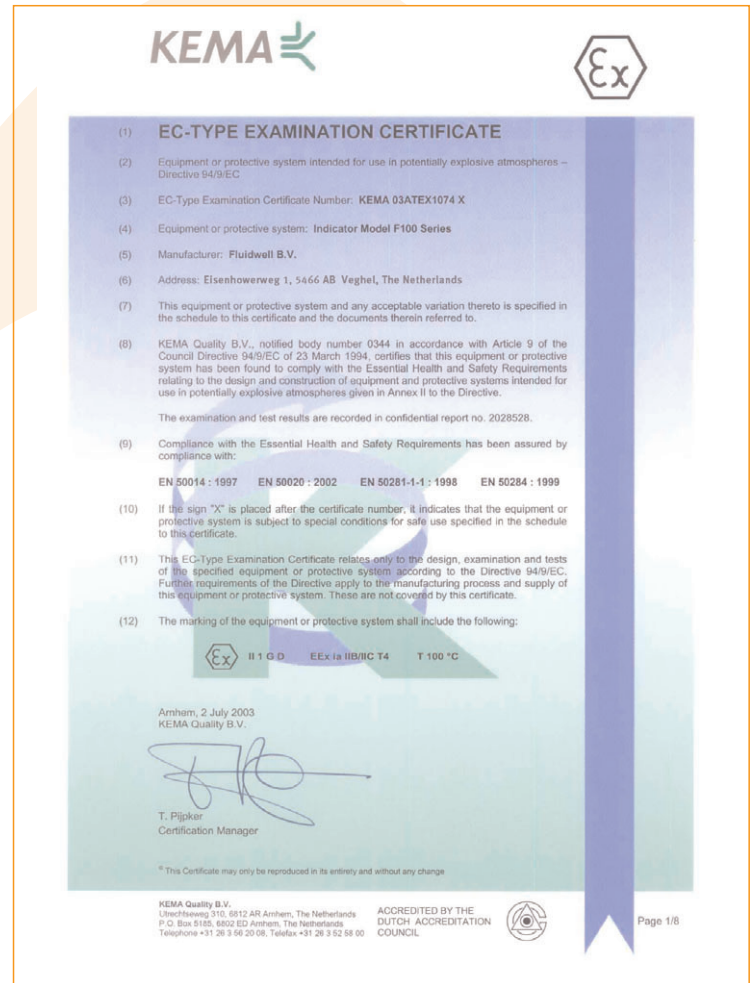 KEMA
Ex
(1) EC-TYPE EXAMINATION CERTIFICATE
(2) Equipment or protective system intended for use in potentially explosive atmospheres –
Directive 94/9/EC
(3) EC-Type Examination Certificate Number: KEMA 03ATEX1074 X
(4) Equipment or protective system: Indicator Model F100 Series
(5) Manufacturer: Fluidwell B.V.
(6) Address: Eisenhowerweg 1, 5466 AB Veghel, The Netherlands
(7) This equipment or protective system and any acceptable variation thereto is specified in
the schedule to this certificate and the documents therein referred to.
(8) KEMA Quality B.V., notified body number 0344 in accordance with Article 9 of the
Council Directive 94/9/EC of 23 March 1994, certifies that this equipment or protective
system has been found to comply with the Essential Health and Safety Requirements
relating to the design and construction of equipment and protective systems intended for
use in potentially explosive atmospheres given in Annex II to the Directive.
The examination and test results are recorded in confidential report no. 2028528.
(9) Compliance with the Essential Health and Safety Requirements has been assured by
compliance with:
EN 50014 : 1997 EN 50020 : 2002 EN 50281-1-1 : 1998 EN 50284 : 1999
(10) If the sign "X" is placed after the certificate number, it indicates that the equipment or
protective system is subject to special conditions for safe use specified in the schedule
to this certificate.
(11) This EC-Type Examination Certificate relates only to the design, examination and tests
of the specified equipment or protective system according to the Directive 94/9/EC.
Further requirements of the Directive apply to the manufacturing process and supply of
this equipment or protective system. These are not covered by this certificate.
(12) The marking of the equipment or protective system shall include the following:
Ex II 1 G D EEx ia IIB/IIC T4 T 100 °C
Arnhem, 2 July 2003
KEMA Quality B.V.
T. Pijpker
Certification Manager
® This Certificate may only be reproduced in its entirety and without any change
KEMA Quality B.V.
Utrechtseweg 310, 6812 AR Arnhem, The Netherlands
P.O. Box 5185, 6802 ED Arnhem, The Netherlands
Telephone +31 26 3 56 20 08, Telefax +31 26 3 52 58 00
ACCREDITED BY THE
DUTCH ACCREDITATION
COUNCIL
Page 1/8